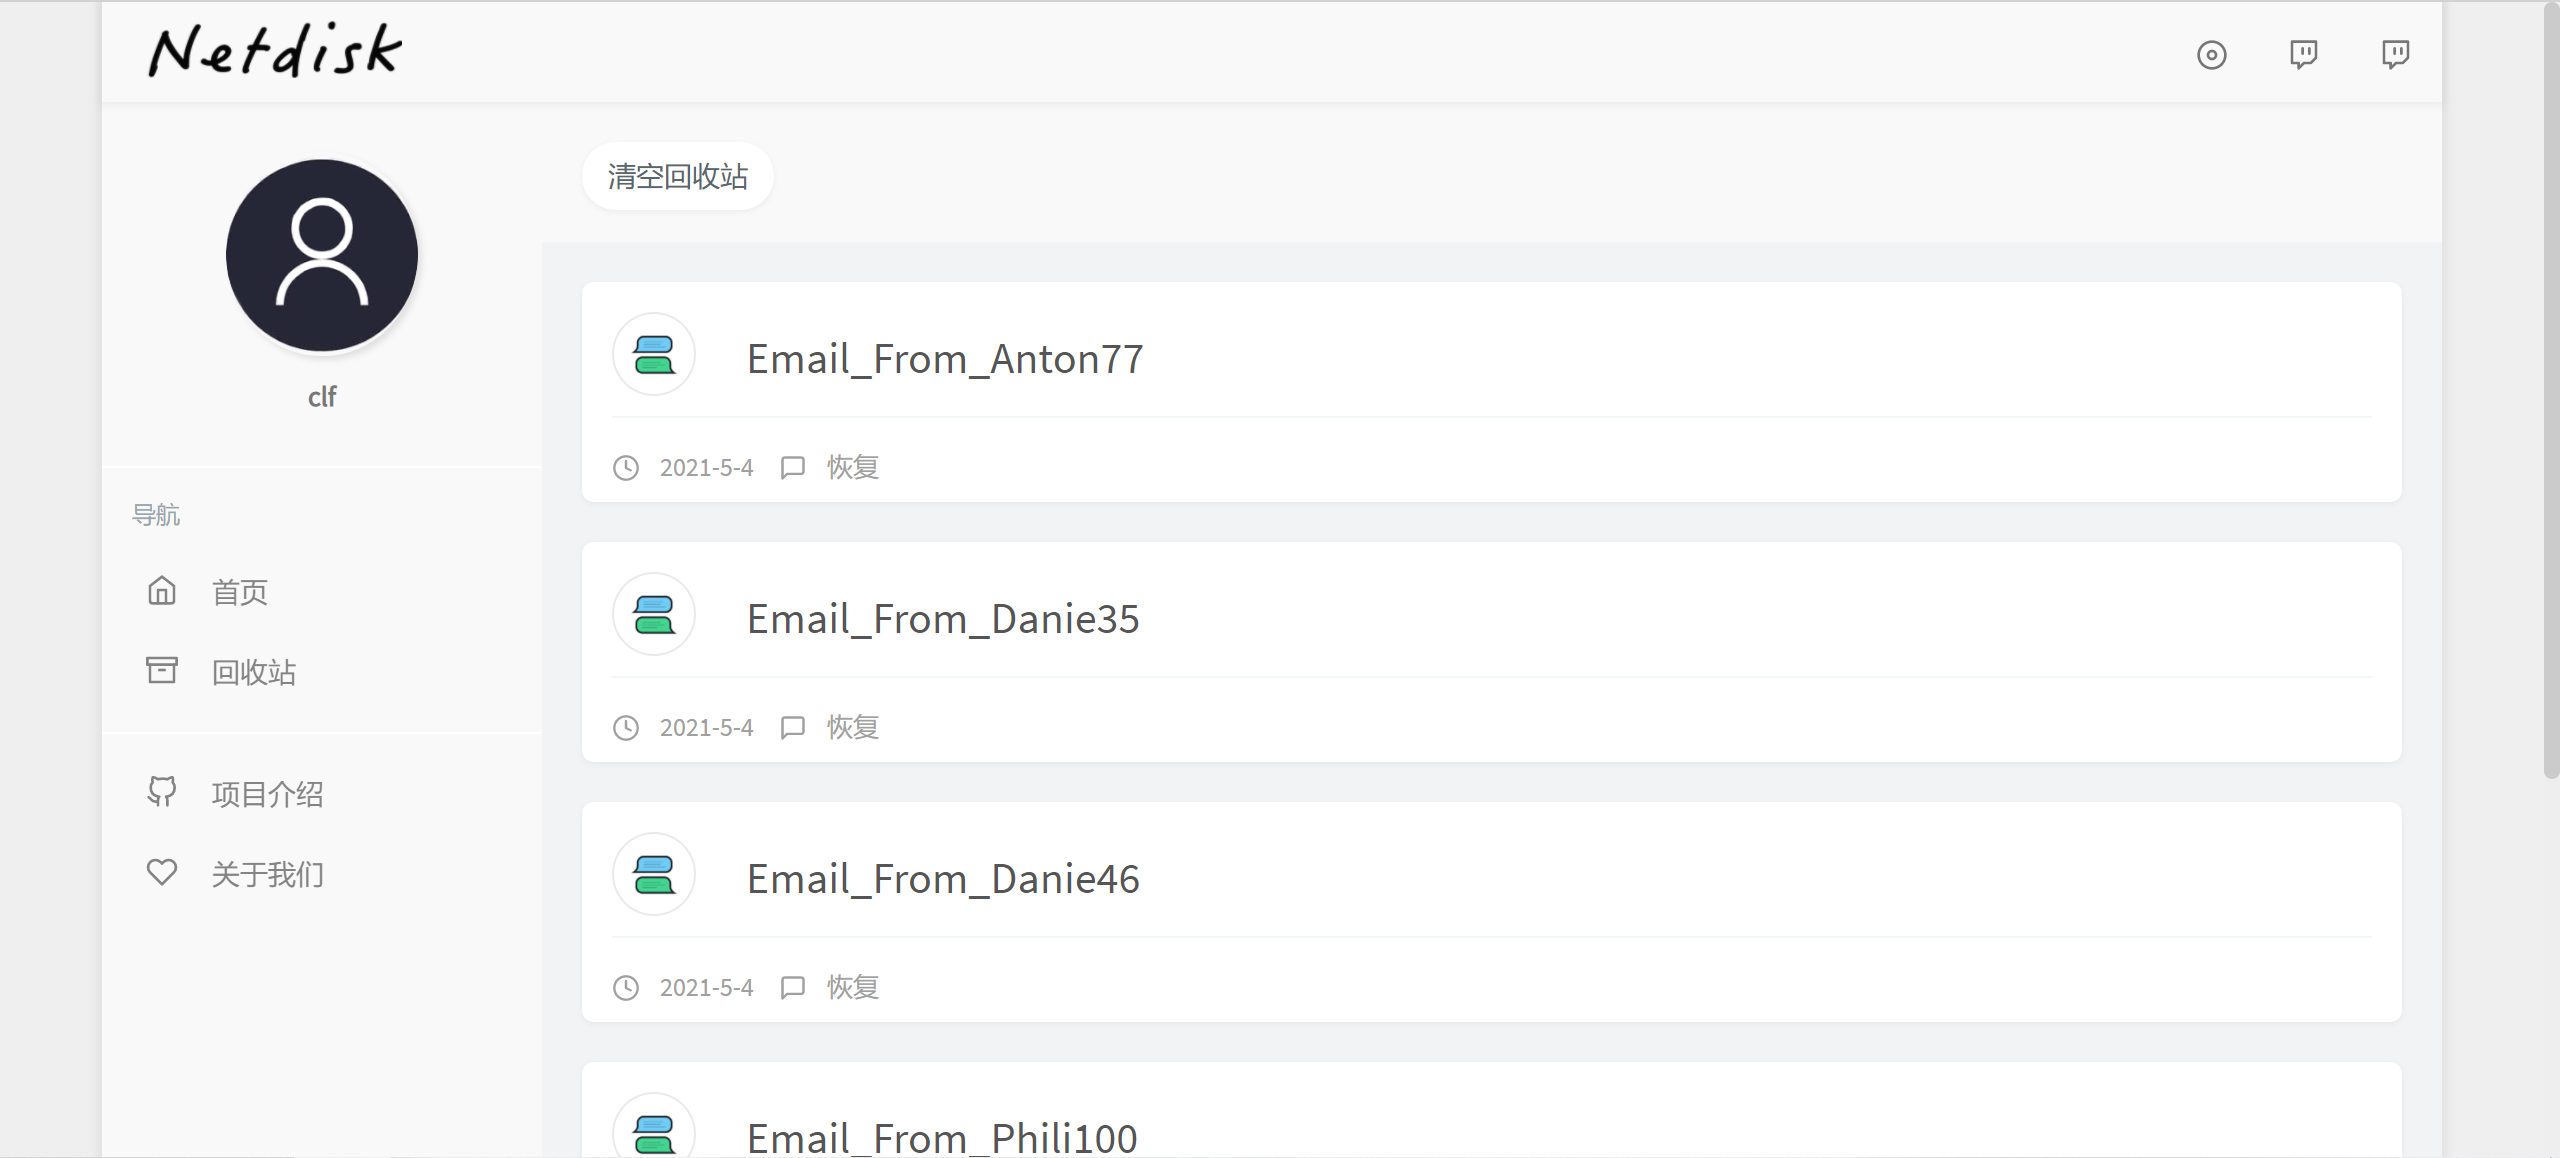 Netdisk
clf
导航
首页
回收站
项目介绍
关于我们
清空回收站
Email_From_Anton77
2021-5-4 恢复
Email_From_Danie35
2021-5-4 恢复
Email_From_Danie46
2021-5-4 恢复
Email_From_Phili100